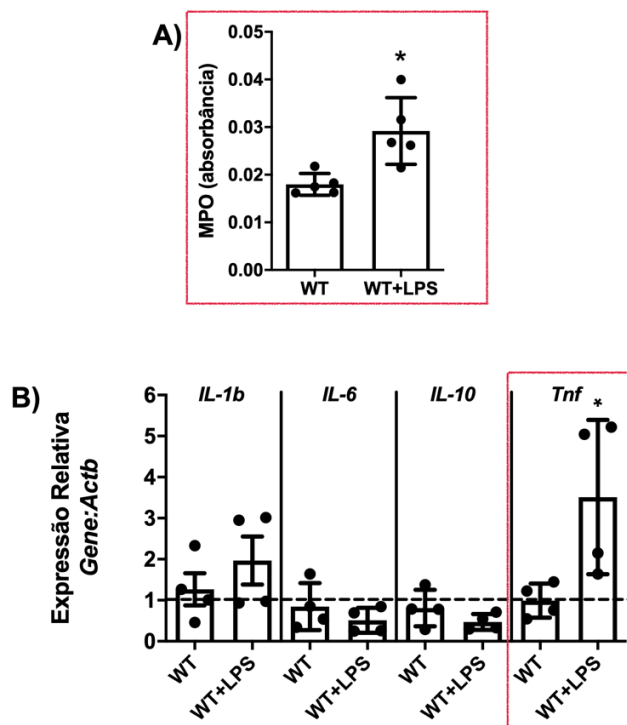 A)
MPO (absorbância)
0.05
0.04
0.03
0.02
0.01
0.00
*
WT
WT+LPS
B)
Expressão Relativa
Gene:Actb
6
5
4
3
2
1
0
IL-1b
IL-6
IL-10
Tnf
*
WT
WT+LPS
WT
WT+LPS
WT
WT+LPS
WT
WT+LPS